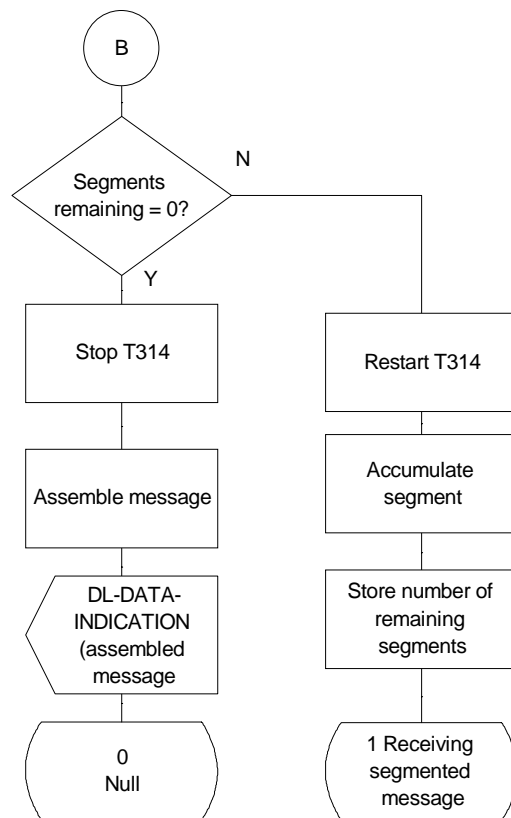 B
Segments
remaining = 0?
N
Y
Stop T314
Assemble message
DL-DATA-
INDICATION
(assembled
message
0
Null
Restart T314
Accumulate
segment
Store number of
remaining
segments
1 Receiving
segmented
message